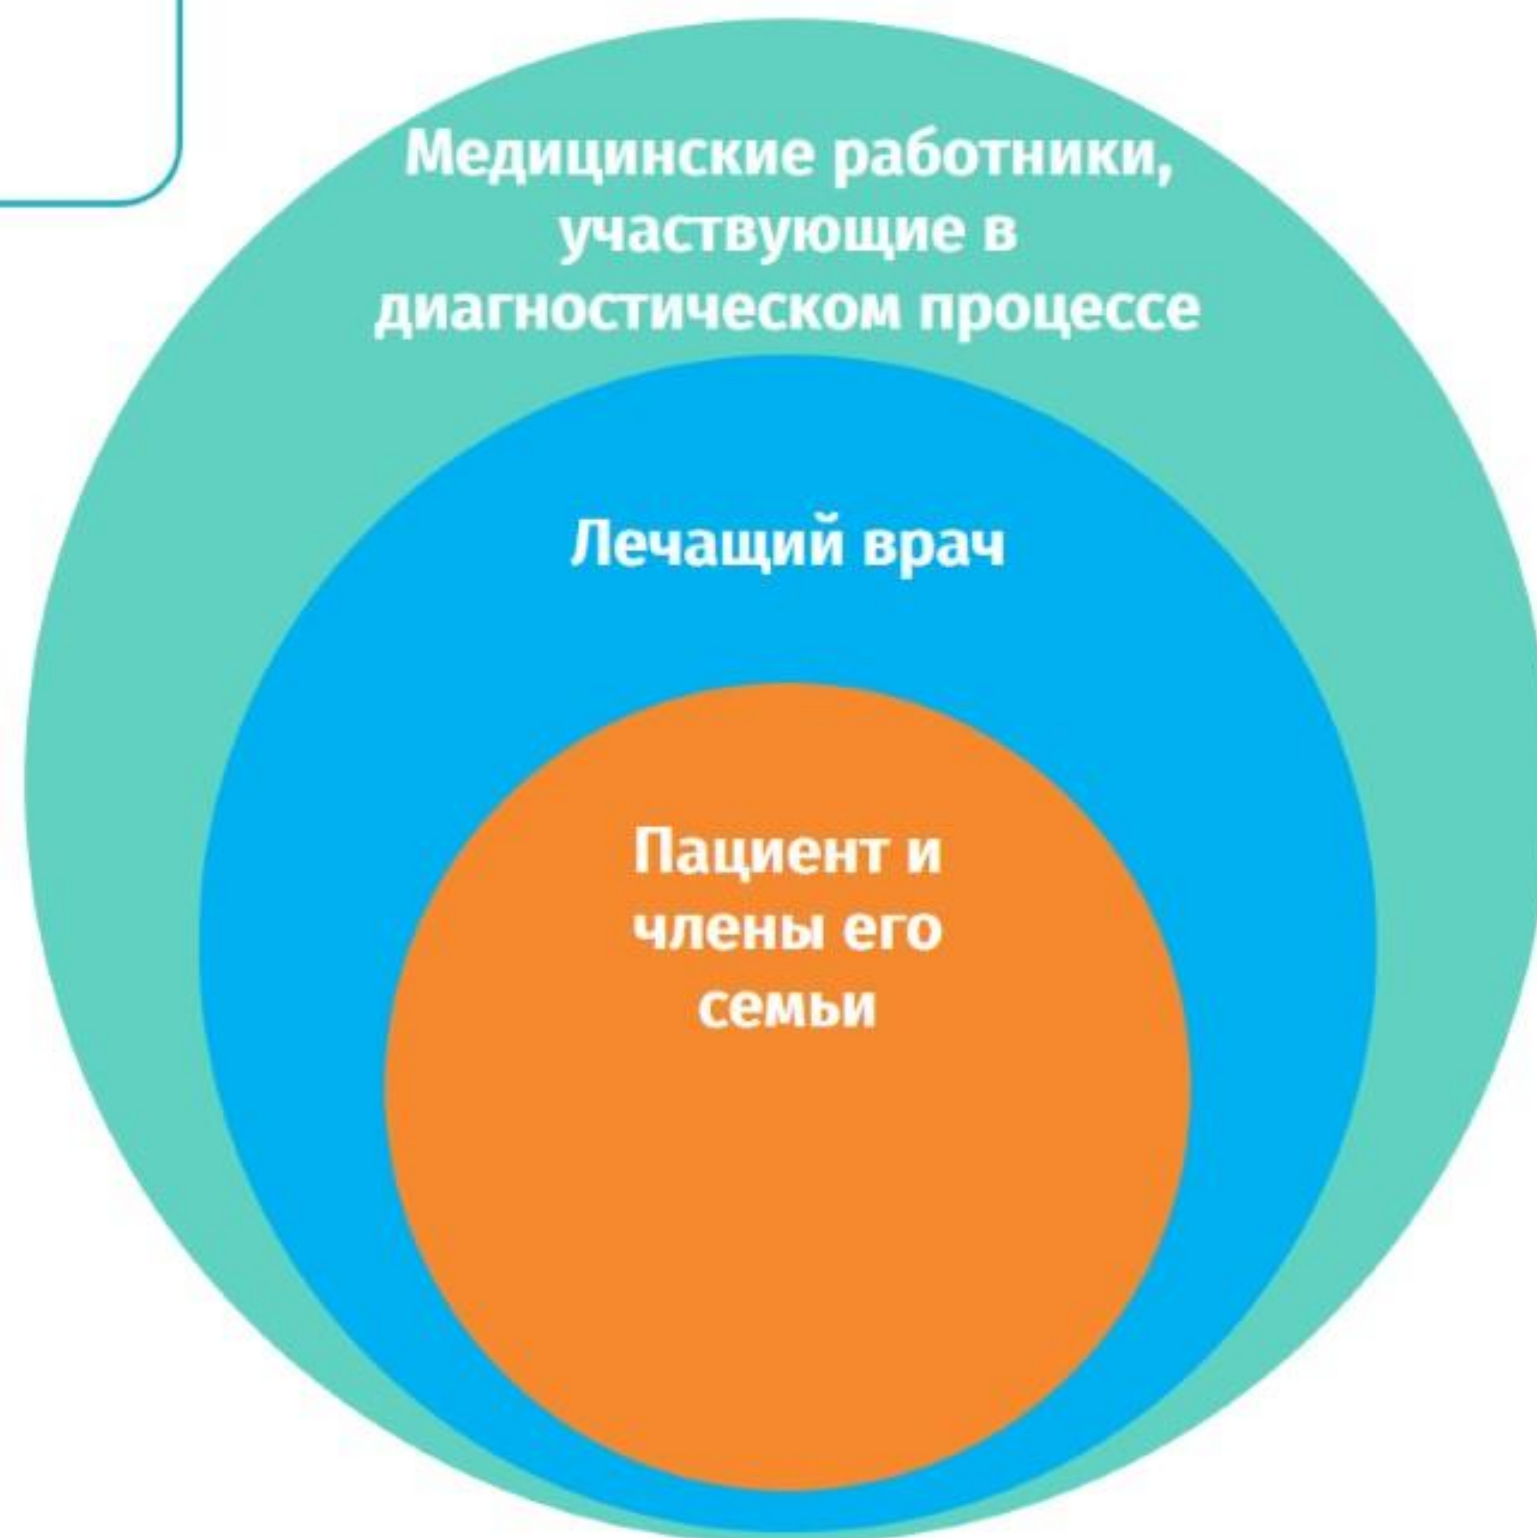 Медицинские работники,
участвующие в
диагностическом процессе
Лечащий врач
Пациент и
члены его
семьи